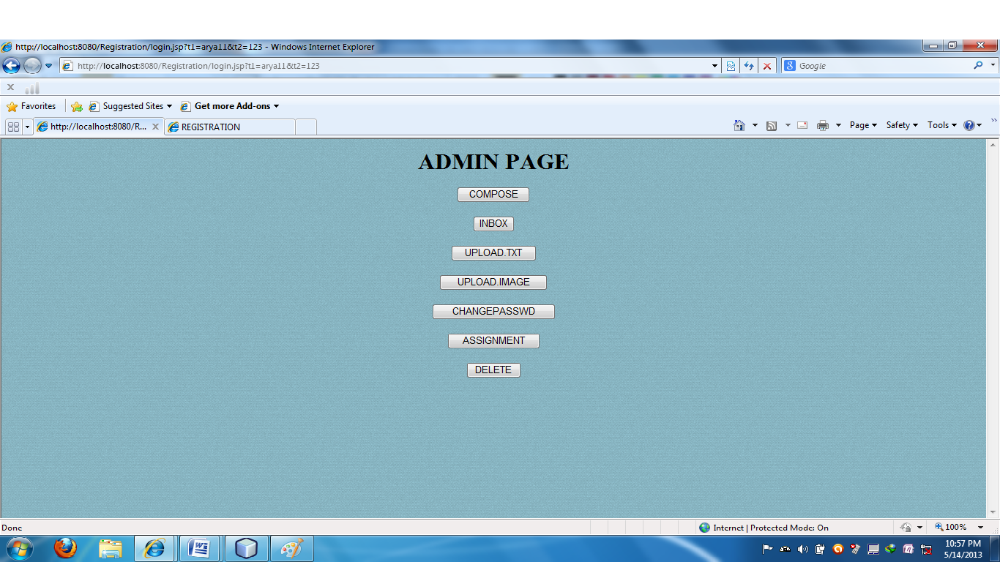 http://localhost:8080/Registration/login.jsp?t1=arya11&t2=123 - Windows Internet Explorer
http://localhost:8080/Registration/login.jsp?t1=arya11&t2=123
Google
Favorites
Suggested Sites
Get more Add-ons
http://localhost:8080/R...
REGISTRATION
Page
Safety
Tools
ADMIN PAGE
COMPOSE
INBOX
UPLOAD.TXT
UPLOAD.IMAGE
CHANGEPASSWD
ASSIGNMENT
DELETE
Done
Internet | Protected Mode: On
100%
10:57 PM
5/14/2013